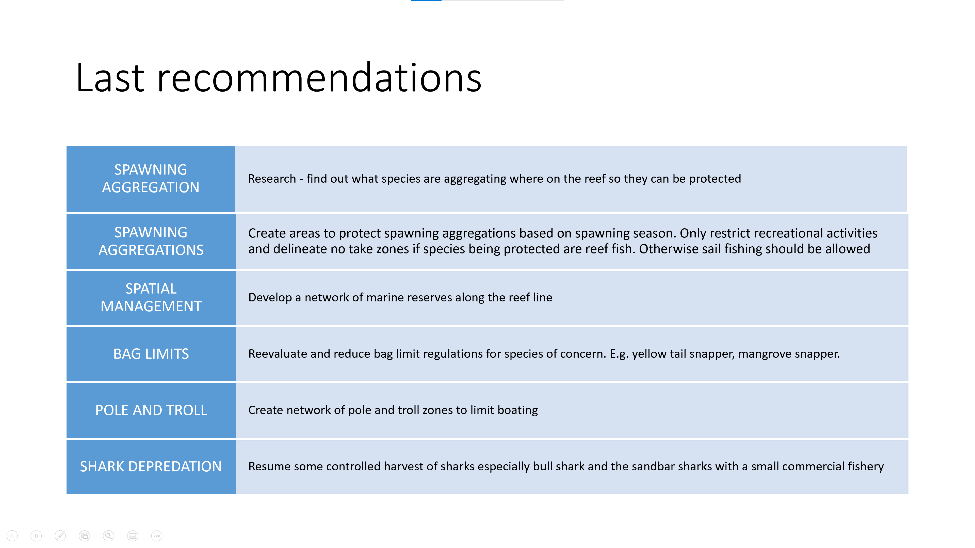 Last recommendations
SPAWNING
AGGREGATION
Research - find out what species are aggregating where on the reef so they can be protected
SPAWNING
AGGREGATIONS
Create areas to protect spawning aggregations based on spawning season. Only restrict recreational activities
and delineate no take zones if species being protected are reef fish. Otherwise sail fishing should be allowed
SPATIAL
MANAGEMENT
Develop a network of marine reserves along the reef line
BAG LIMITS
Reevaluate and reduce bag limit regulations for species of concern. E.g. yellow tail snapper, mangrove snapper.
POLE AND TROLL
Create network of pole and troll zones to limit boating
SHARK DEPREDATION
Resume some controlled harvest of sharks especially bull shark and the sandbar sharks with a small commercial fishery